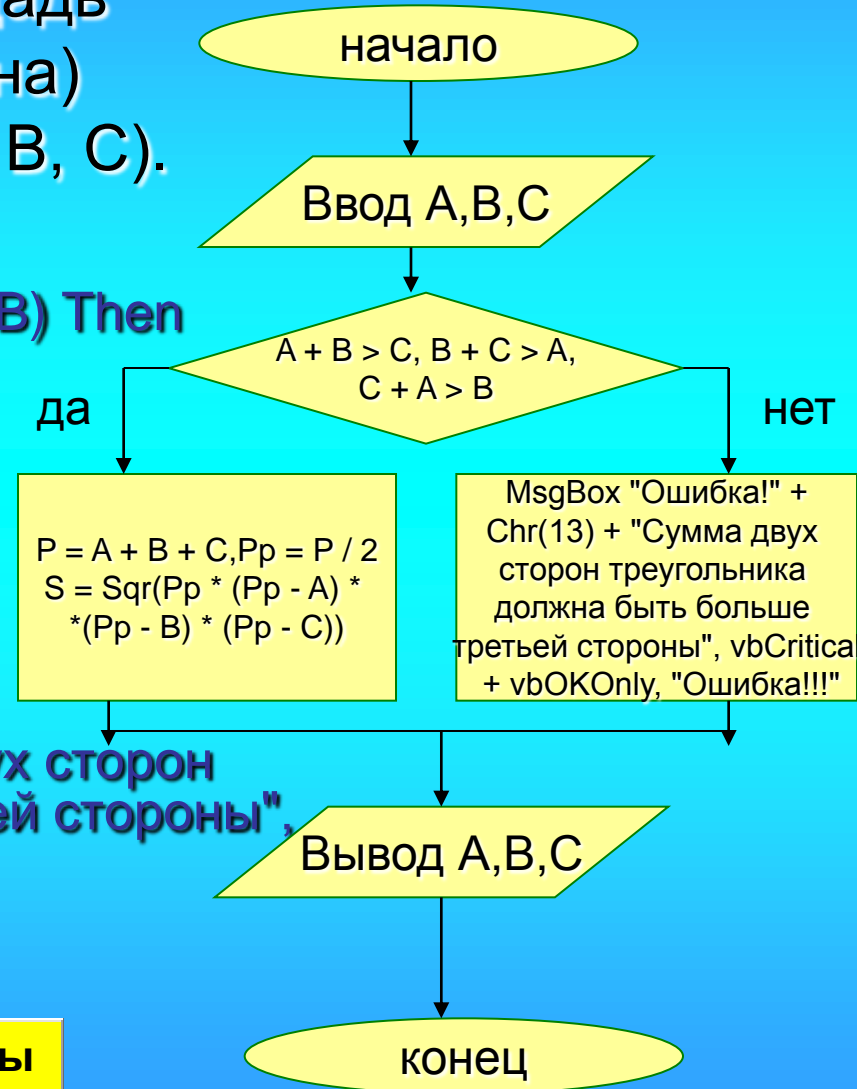 на)
B, C).
B) Then
начало
Ввод A,B,C
A + B > C, B + C > A,
C + A > B
да
нет
P = A + B + C,Pp = P / 2
S = Sqr(Pp * (Pp - A) *
*(Pp - B) * (Pp - C))
MsgBox "Ошибка!" +
Chr(13) + "Сумма двух
сторон треугольника
должна быть больше
третьей стороны", vbCritical
+ vbOKOnly, "Ошибка!!!"
ух сторон
ей стороны",
Вывод A,B,C
конец
ы